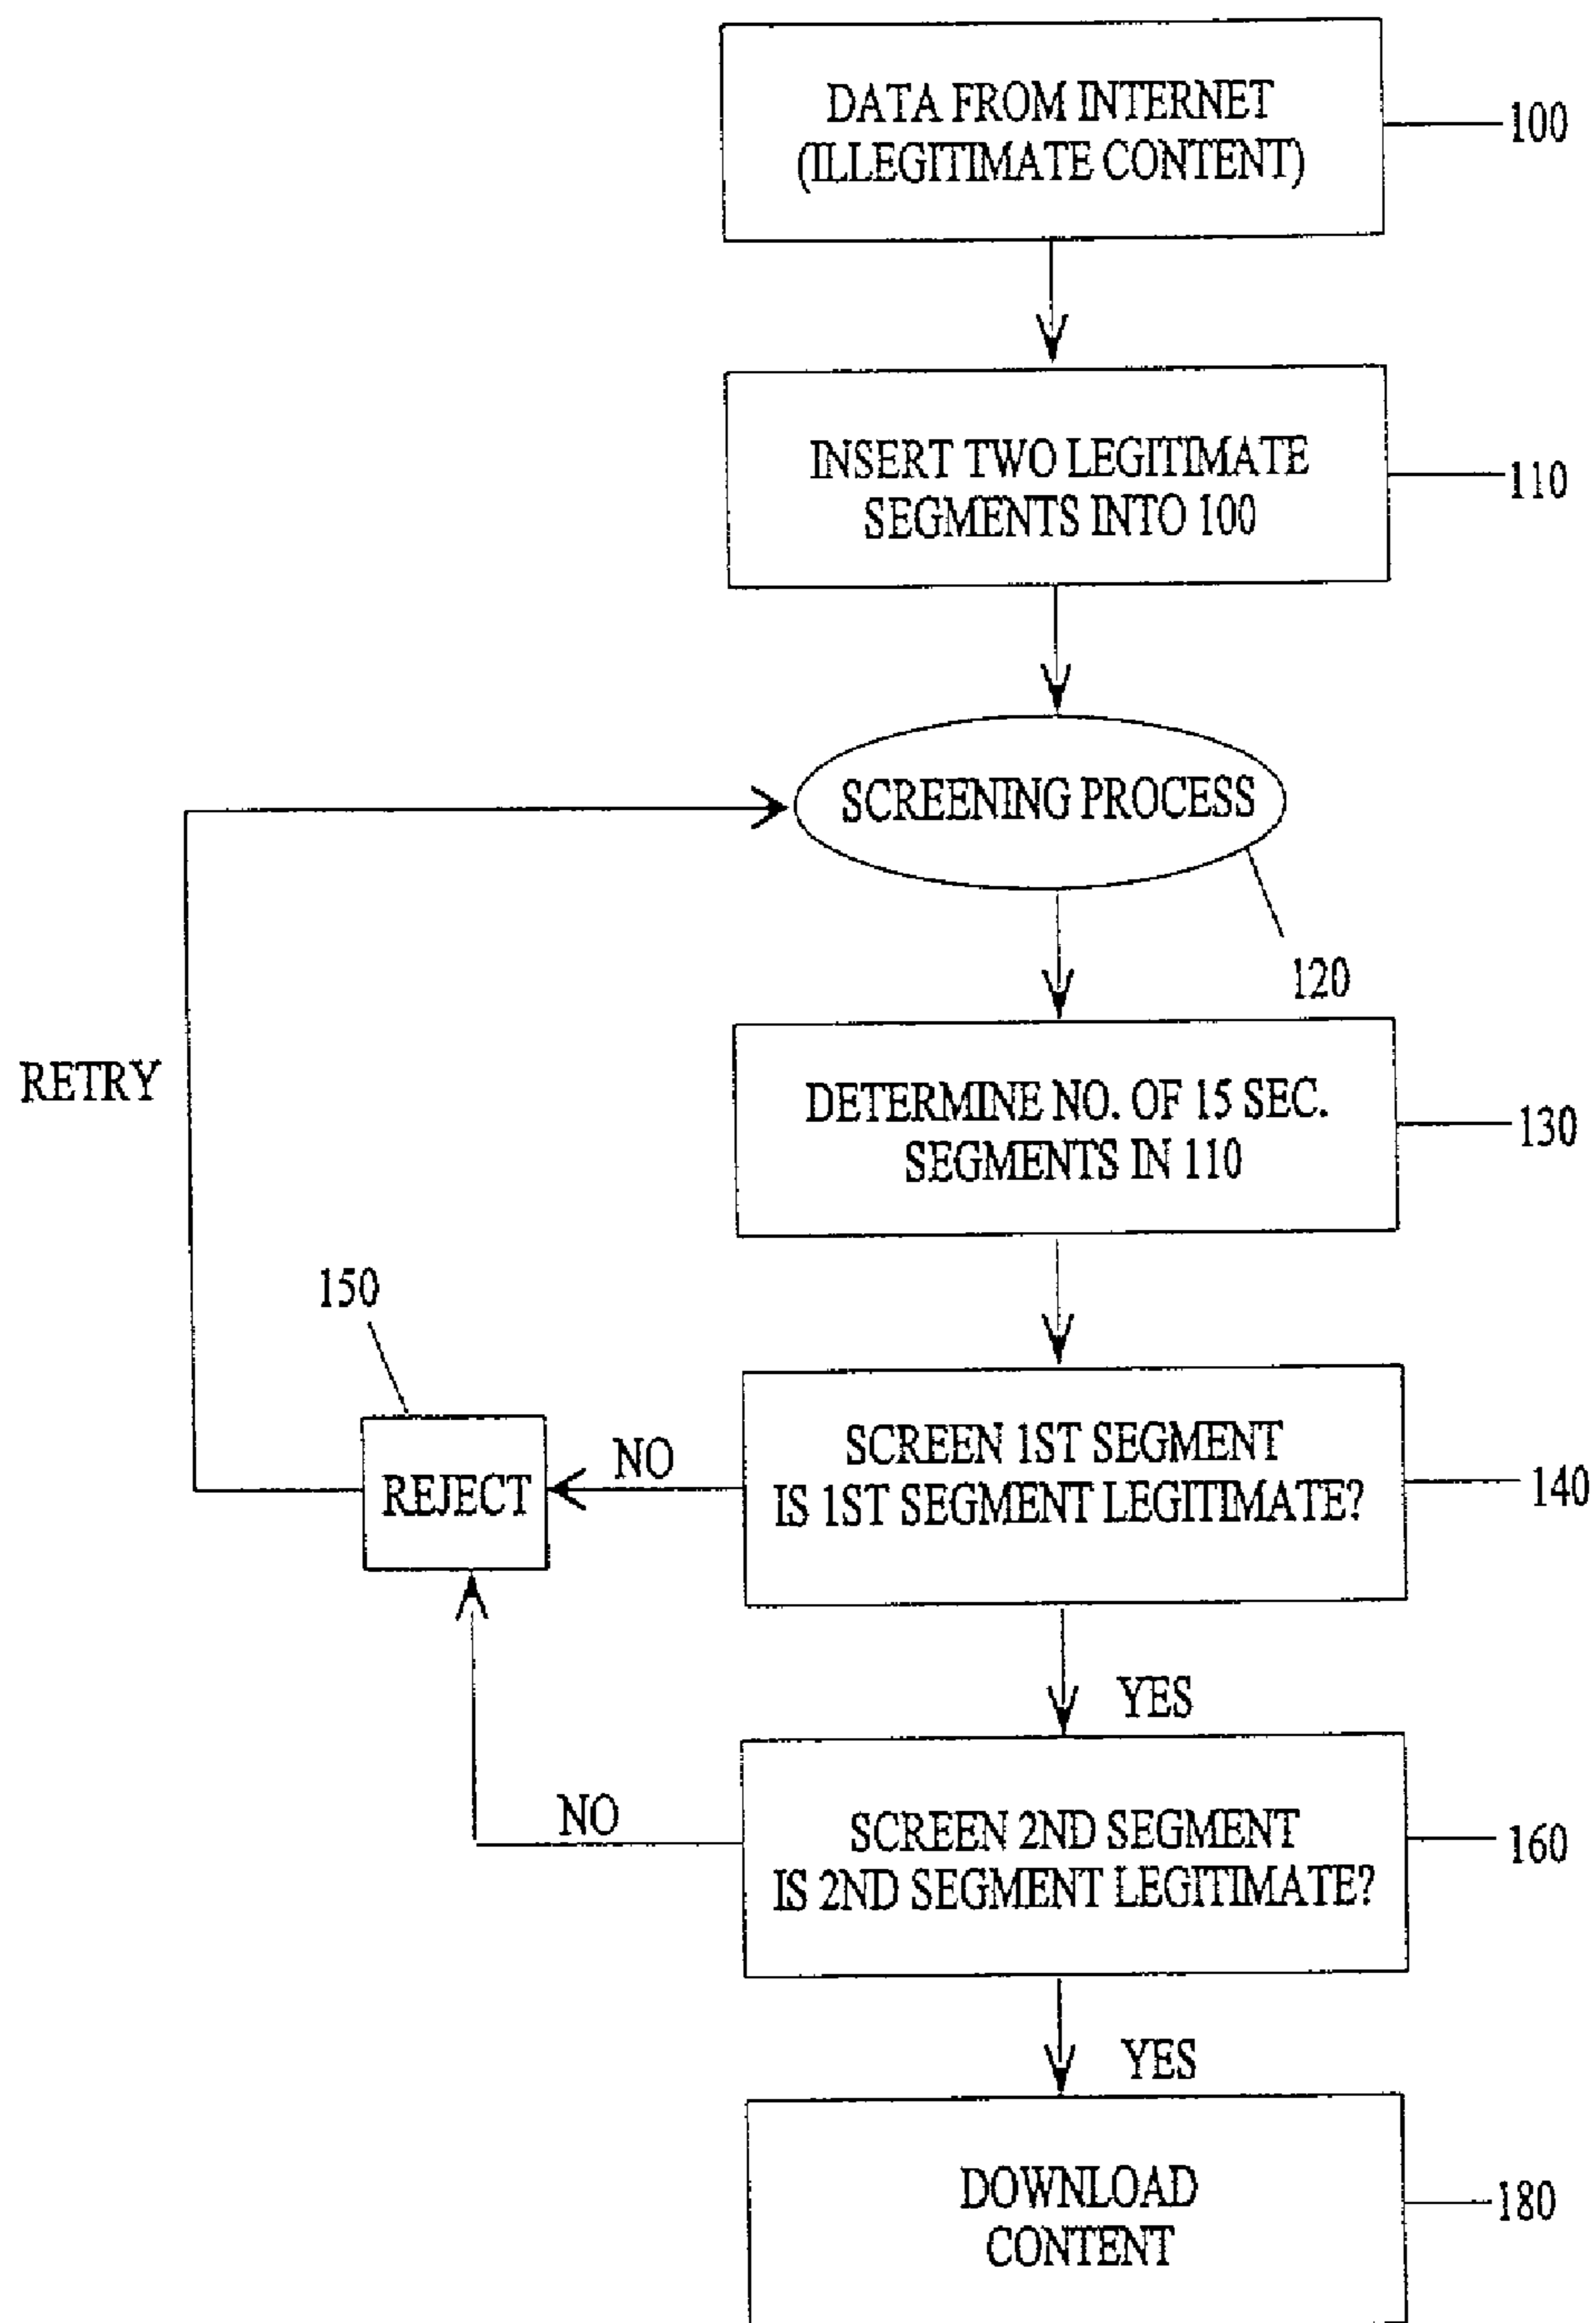 DATA FROM INTERNET
(ILLEGITIMATE CONTENT)
100
INSERT TWO LEGITIMATE
SEGMENTS INTO 100
110
SCREENING PROCESS
120
RETRY
DETERMINE NO. OF 15 SEC.
SEGMENTS IN 110
130
150
REJECT
NO
SCREEN 1ST SEGMENT
IS 1ST SEGMENT LEGITIMATE?
140
YES
NO
SCREEN 2ND SEGMENT
IS 2ND SEGMENT LEGITIMATE?
160
YES
DOWNLOAD
CONTENT
180